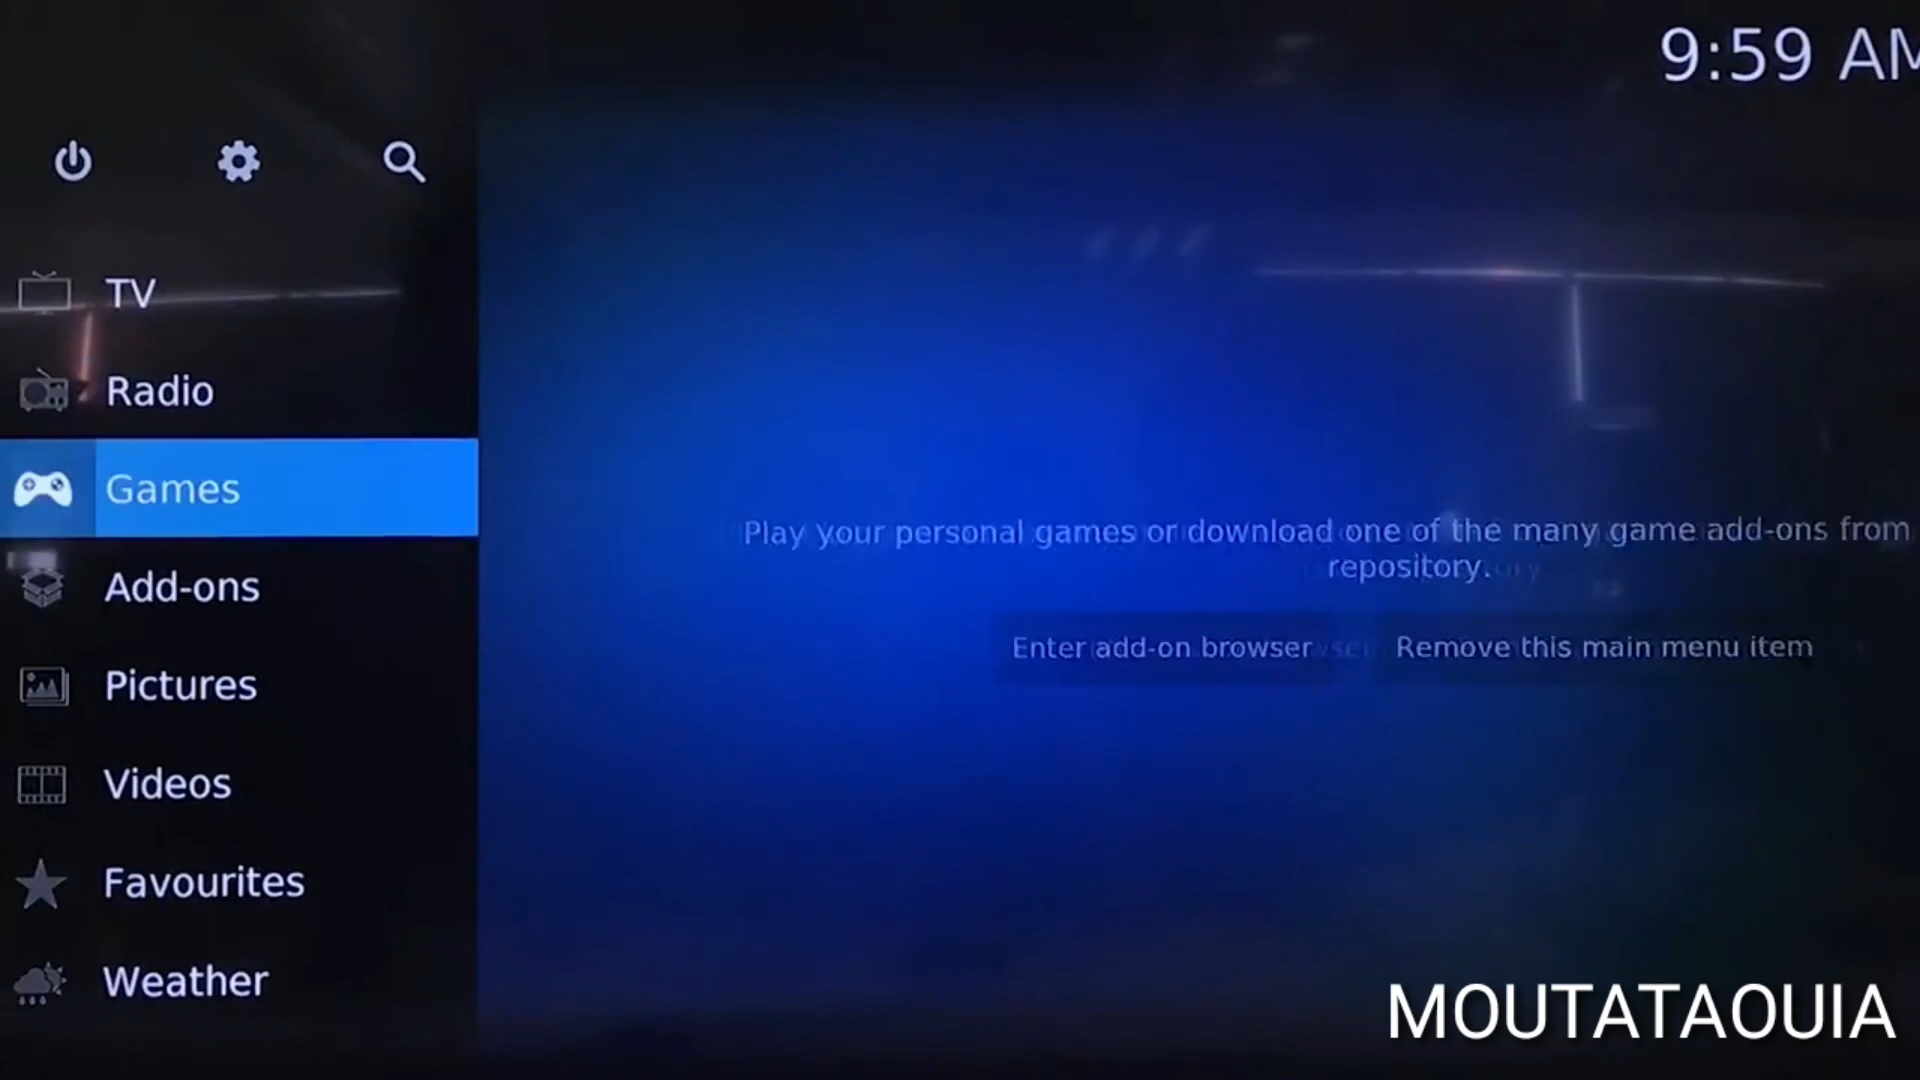 9:59 AM
TV
Radio
Games
Add-ons
Pictures
Videos
Favourites
Weather
Play your personal games or download one of the many game add-ons from
repository.
Enter add-on browser
Remove this main menu item
MOUTATAOUIA